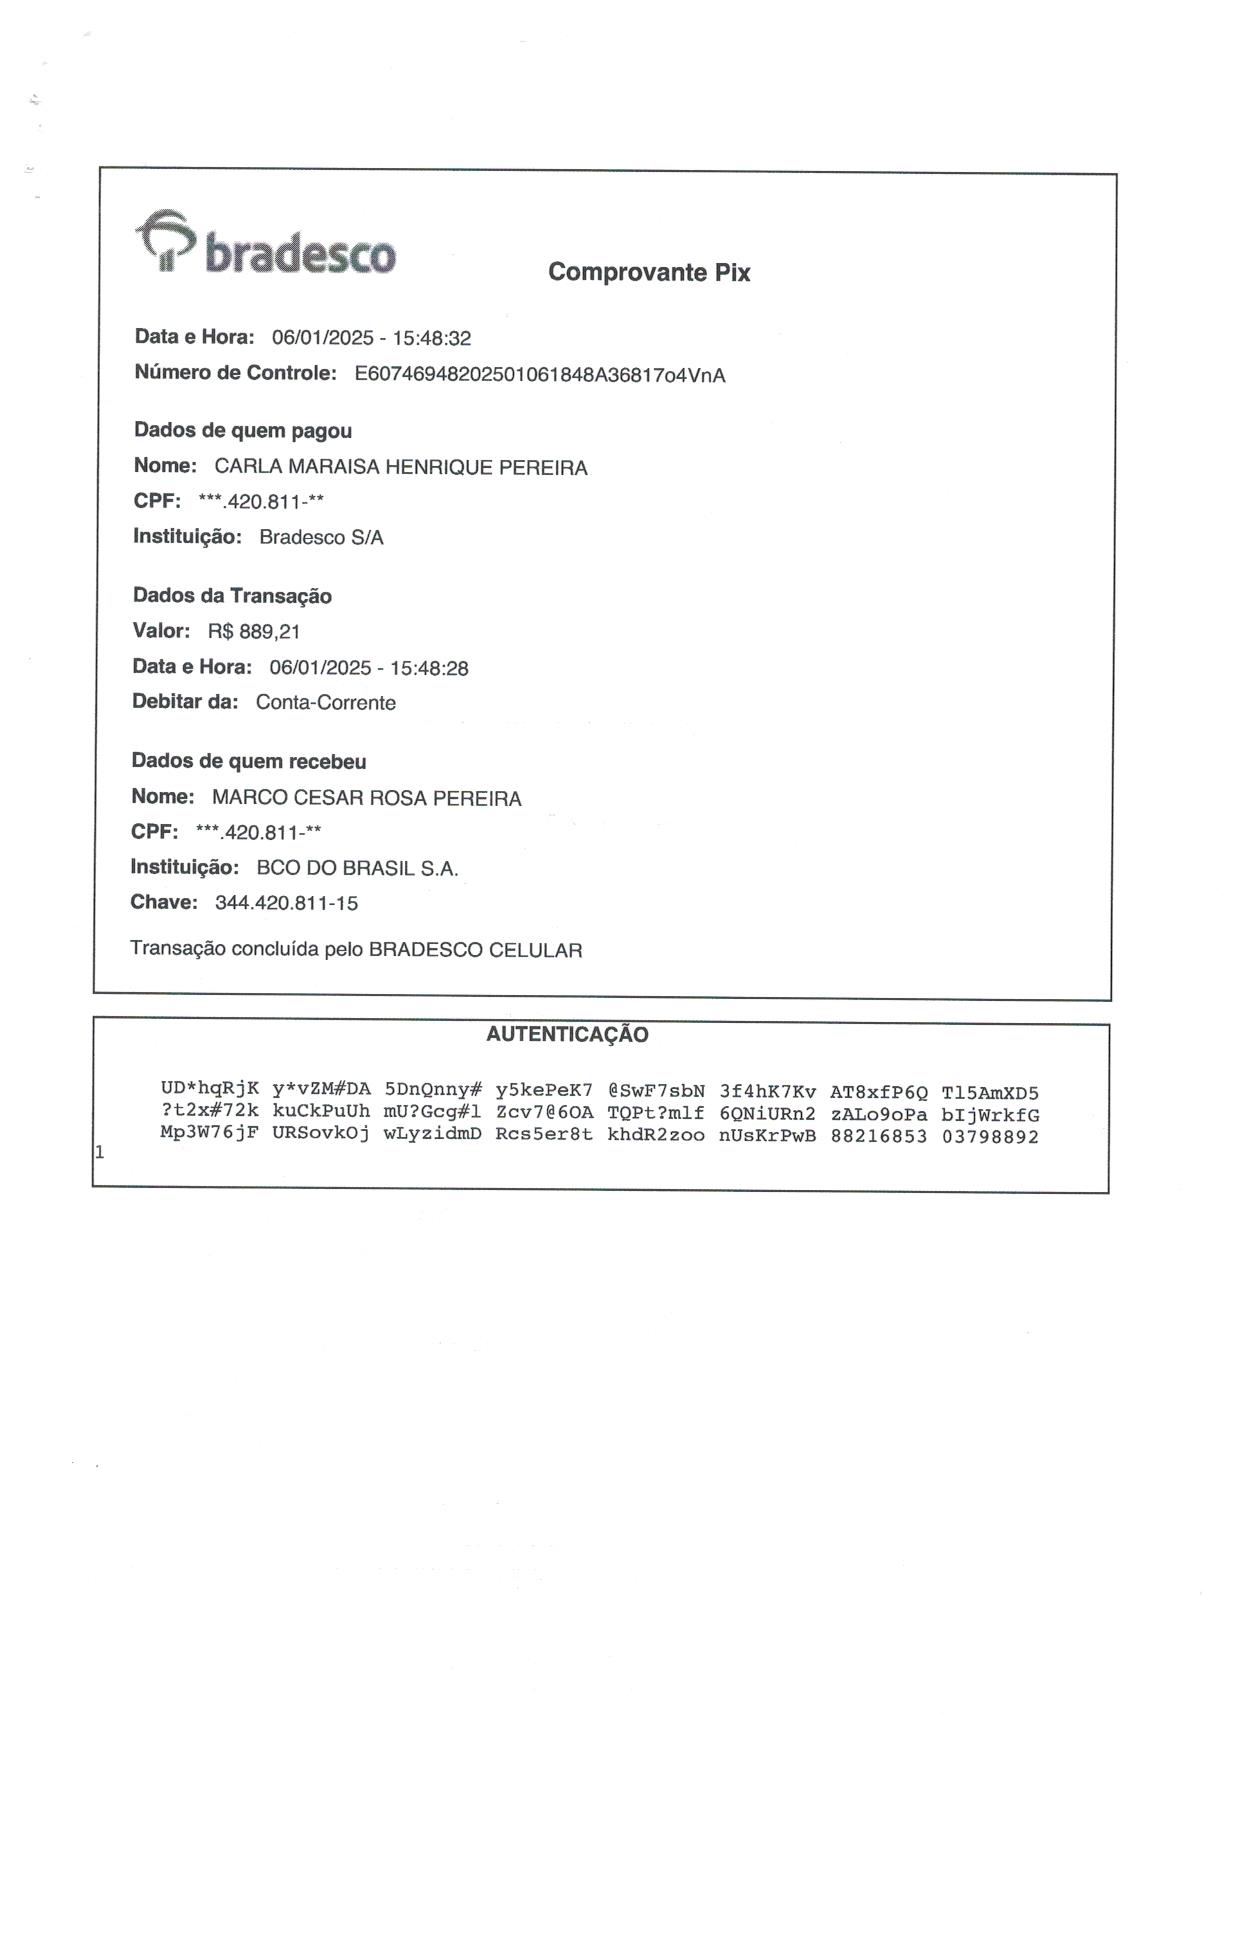 bradesco
Comprovante Pix
Data e Hora: 06/01/2025 - 15:48:32
Número de Controle: E60746948202501061848A36817o4VnA
Dados de quem pagou
Nome: CARLA MARAISA HENRIQUE PEREIRA
CPF: ***.420.811-**
Instituição: Bradesco S/A
Dados da Transação
Valor: R$ 889,21
Data e Hora: 06/01/2025 - 15:48:28
Debitar da: Conta-Corrente
Dados de quem recebeu
Nome: MARCO CESAR ROSA PEREIRA
CPF: ***.420.811-**
Instituição: BCO DO BRASIL S.A.
Chave: 344.420.811-15
Transação concluída pelo BRADESCO CELULAR
AUTENTICAÇÃO
UD*hqRjK y*vZM#DA 5DnQnny# y5kePeK7 @SwF7sbN 3f4hK7Kv AT8xfP6Q Tl5AmXD5
?t2x#72k kuCkPuUh mU?Gcg#l Zcv7@6OA TQPt?mlf 6QNiURn2 zALo9oPa bIjWrkfG
Mp3W76jF URSovkOj wLyzidmD Rcs5er8t khdR2zoo nUsKrPwB 88216853 03798892
1